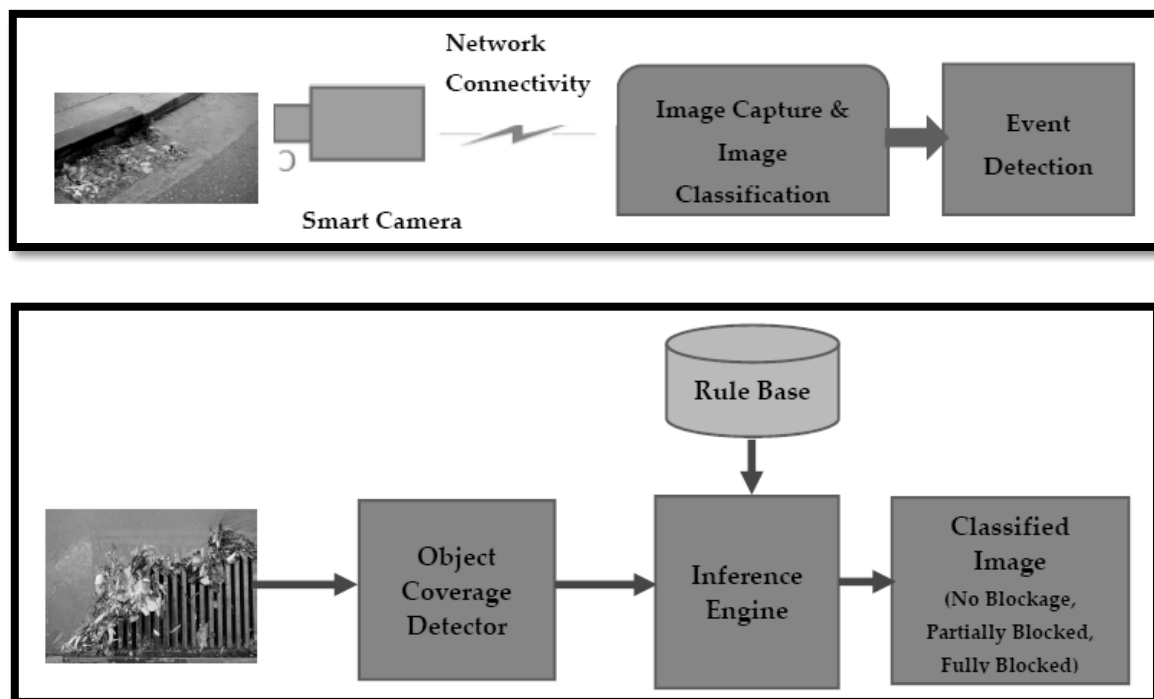 Network
Connectivity
Image Capture &
Image
Classification
Event
Detection
Smart Camera
Rule Base
Object
Coverage
Detector
Inference
Engine
Classified
Image
(No Blockage,
Partially Blocked,
Fully Blocked)